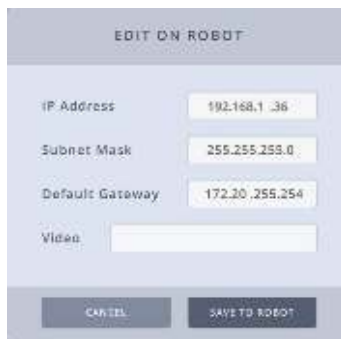 EDIT ON ROBOT
IP Address 192.168.1 .36
Subnet Mask 255.255.255.0
Default Gateway 172.20 .255.254
Video
CANCEL SAVE TO ROBOT